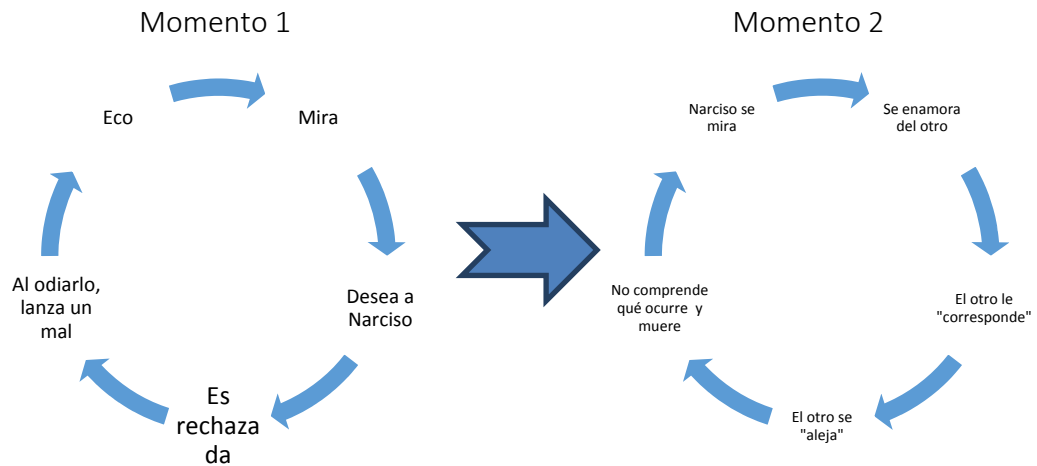 Momento 1
Eco
Mira
Desea a
Narciso
Es
rechaza
da
Al odiarlo,
lanza un
mal
Momento 2
Narciso se
mira
Se enamora
del otro
El otro le
"corresponde"
El otro se
"aleja"
No comprende
qué ocurre y
muere